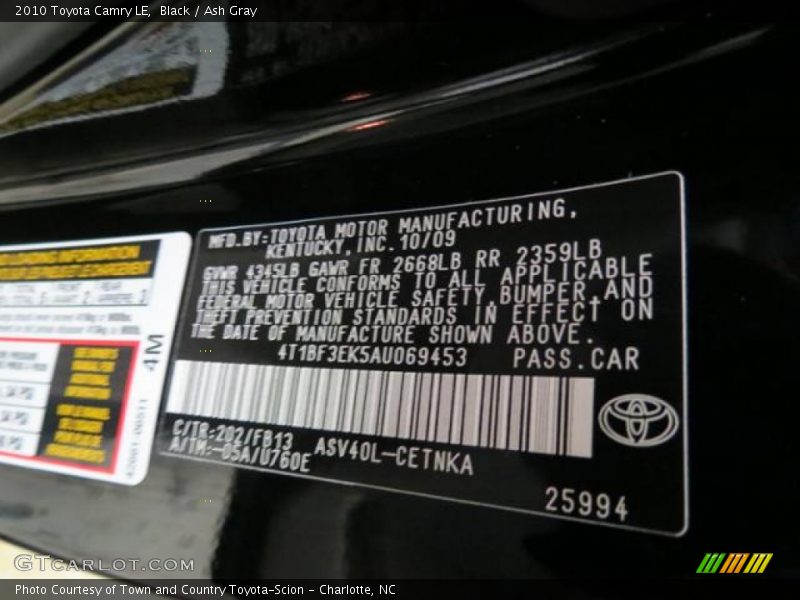 2010 Toyota Camry LE, Black / Ash Gray
MFD.BY:TOYOTA MOTOR MANUFACTURING,
KENTUCKY,INC. 10/09
GVWR 4345LB GAWR FR 2668LB RR 2359LB
THIS VEHICLE CONFORMS TO ALL APPLICABLE
FEDERAL MOTOR VEHICLE SAFETY,BUMPER,AND
THEFT PREVENTION STANDARDS IN EFFECT ON
THE DATE OF MANUFACTURE SHOWN ABOVE.
4T1BF3EK5AU069453 PASS.CAR
C/TR:202/FB13
A/TM:-05A/U760E
ASV40L-CETNKA
25994
4M
GTCARLOT.COM
Photo Courtesy of Town and Country Toyota-Scion - Charlotte, NC